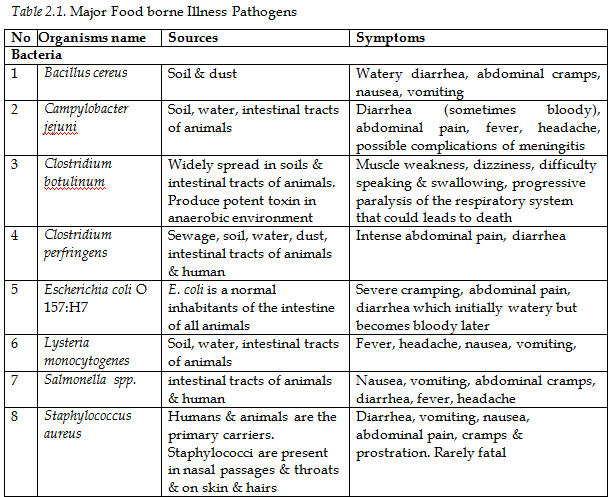 Table 2.1. Major Food borne Illness Pathogens
No Organisms name Sources Symptoms
Bacteria
1 Bacillus cereus Soil & dust Watery diarrhea, abdominal cramps,
nausea, vomiting
2 Campylobacter Soil, water, intestinal tracts Diarrhea (sometimes bloody),
jejuni of animals abdominal pain, fever, headache,
possible complications of meningitis
3 Clostridium Widely spread in soils & Muscle weakness, dizziness, difficulty
botulinum intestinal tracts of animals. speaking & swallowing, progressive
Produce potent toxin in paralysis of the respiratory system
anaerobic environment that could leads to death
4 Clostridium Sewage, soil, water, dust, Intense abdominal pain, diarrhea
perfringens intestinal tracts of animals
& human
5 Escherichia coli O E. coli is a normal Severe cramping, abdominal pain,
157:H7 inhabitants of the intestine diarrhea which initially watery but
of all animals becomes bloody later
6 Lysteria Soil, water, intestinal tracts Fever, headache, nausea, vomiting,
monocytogenes of animals
7 Salmonella spp. intestinal tracts of animals Nausea, vomiting, abdominal cramps,
& human diarrhea, fever, headache
8 Staphylococcus Humans & animals are the Diarrhea, vomiting, nausea,
aureus primary carriers. abdominal pain, cramps &
Staphylococci are present prostration. Rarely fatal
in nasal passages & throats
& on skin & hairs